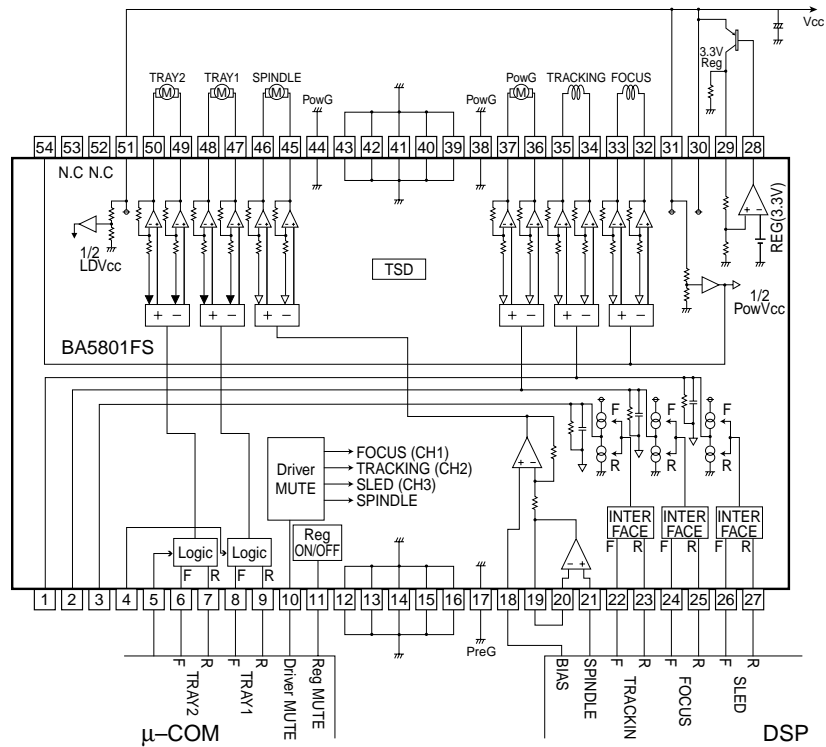 Vcc
3.3V
Reg
TRAY2 TRAY1 SPINDLE PowG PowG PowG TRACKING FOCUS
M M M M
54 53 52 51 50 49 48 47 46 45 44 43 42 41 40 39 38 37 36 35 34 33 32 31 30 29 28
N.C N.C
+ −
REG(3.3V)
1/2
LDVcc
TSD
1/2
PowVcc
+ − + − + − + − + − + −
BA5801FS
F F F
R R R
Driver
MUTE
FOCUS (CH1)
TRACKING (CH2)
SLED (CH3)
SPINDLE
+ −
Reg
ON/OFF
INTER
FACE
INTER
FACE
INTER
FACE
Logic Logic
− +
F R F R F R F R F R
1 2 3 4 5 6 7 8 9 10 11 12 13 14 15 16 17 18 19 20 21 22 23 24 25 26 27
PreG
F R TRAY2
F R TRAY1
Driver MUTE
Reg MUTE
BIAS
SPINDLE
F R TRACKIN
F R FOCUS
F R SLED
μ−COM
DSP